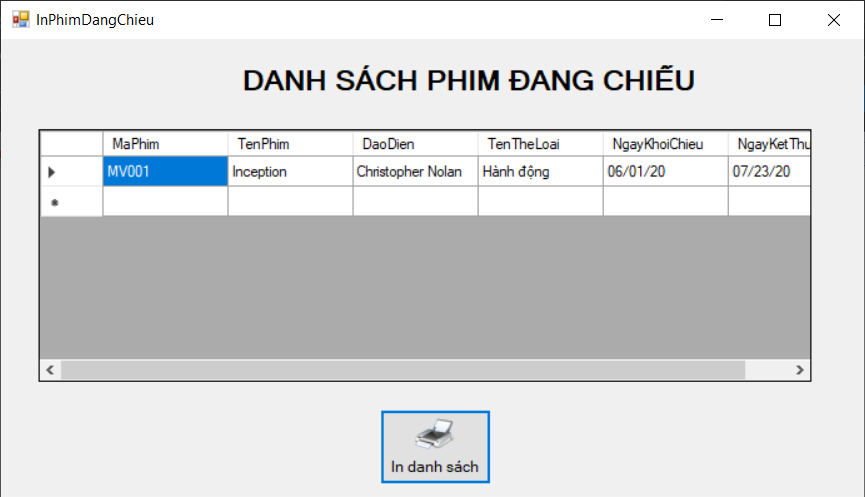 InPhimDangChieu
DANH SÁCH PHIM ĐANG CHIẾU
MaPhim TenPhim DaoDien TenTheLoai NgayKhoiChieu NgayKetThu
MV001 Inception Christopher Nolan Hành động 06/01/20 07/23/20
In danh sách